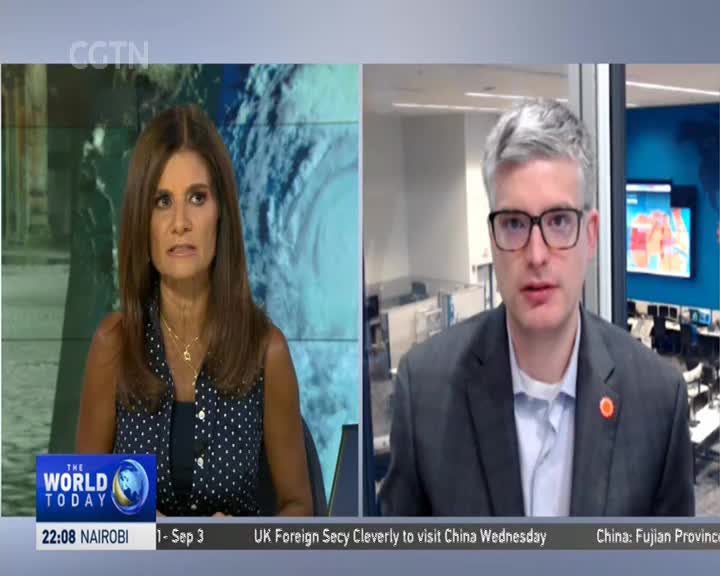 CGTN
THE
WORLD
TODAY
22:08 NAIROBI
1- Sep 3 UK Foreign Secy Cleverly to visit China Wednesday China: Fujian Province